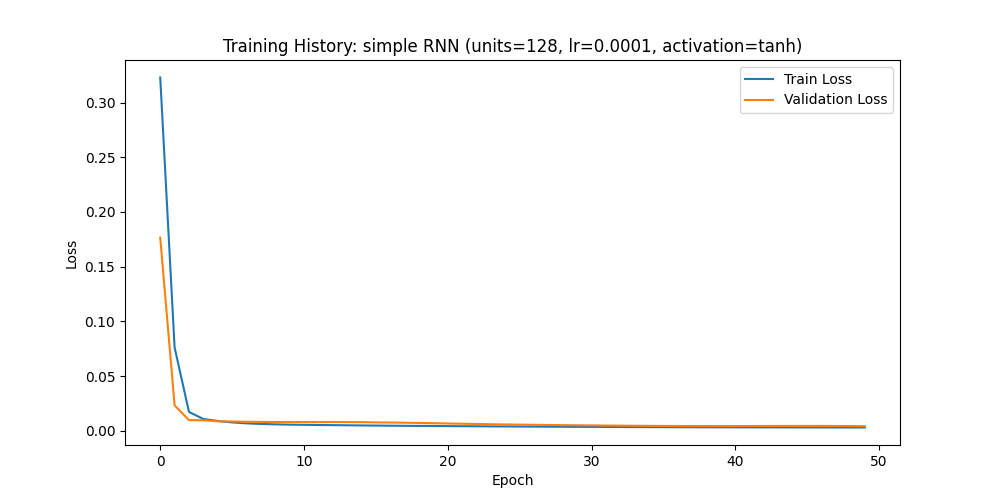 Training History: simple RNN (units=128, lr=0.0001, activation=tanh)
Train Loss
Validation Loss
0.30
0.25
0.20
0.15
0.10
0.05
0.00
Loss
0 10 20 30 40 50
Epoch